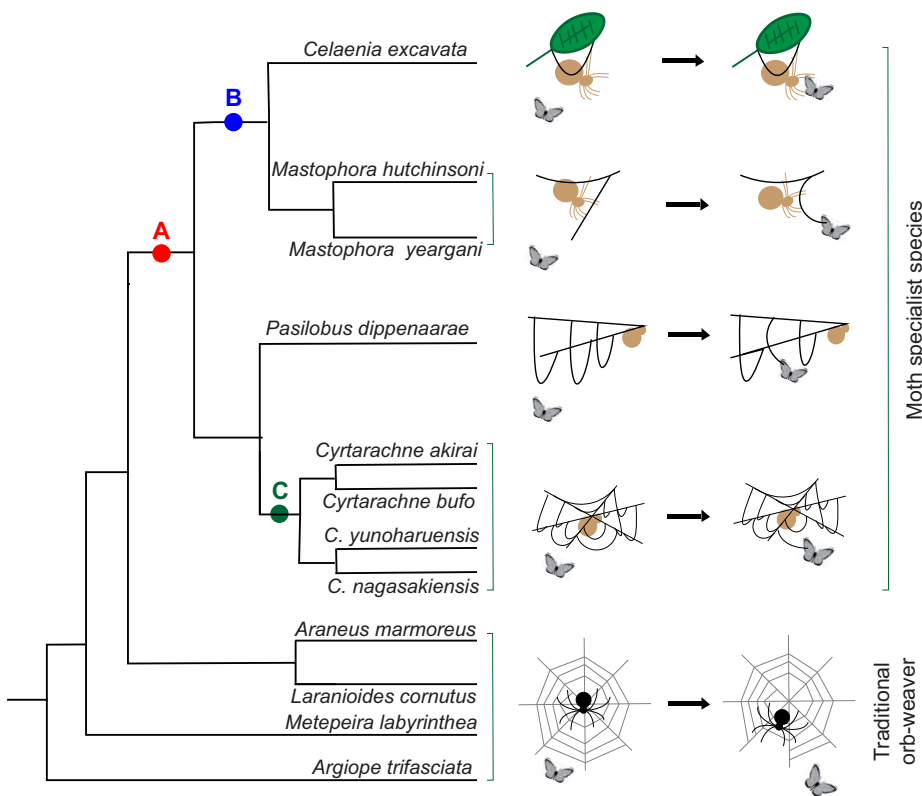 Celaenia excavata
B
Mastophora hutchinsoni
A
Mastophora yeargani
Pasilobus dippenaarae
Cyrtarachne akirai
C
Cyrtarachne bufo
C. yunoharuensis
C. nagasakiensis
Araneus marmoreus
Laranioides cornutus
Metepeira labyrinthea
Argiope trifasciata
Moth specialist species
Traditional
orb-weaver